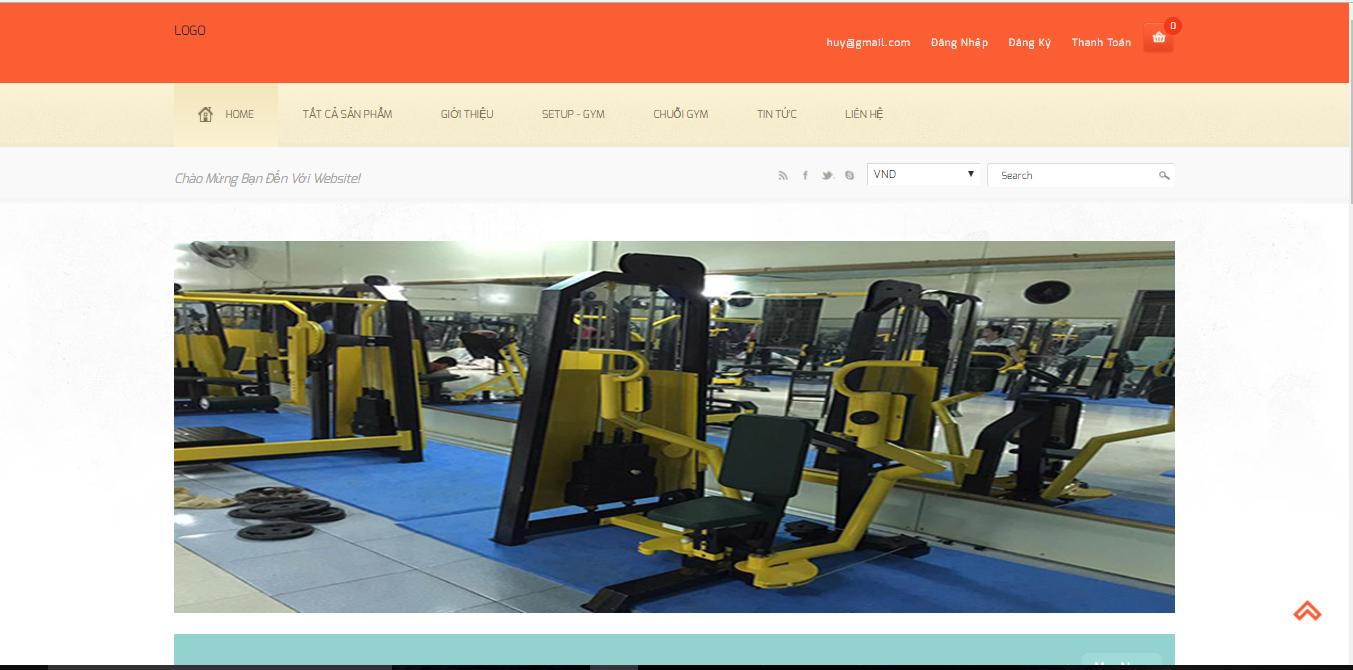 LOGO
huy@gmail.com Đăng Nhập Đăng Ký Thanh Toán 0
HOME TẤT CẢ SẢN PHẨM GIỚI THIỆU SETUP - GYM CHUỖI GYM TIN TỨC LIÊN HỆ
Chào Mừng Bạn Đến Với Website! VND Search